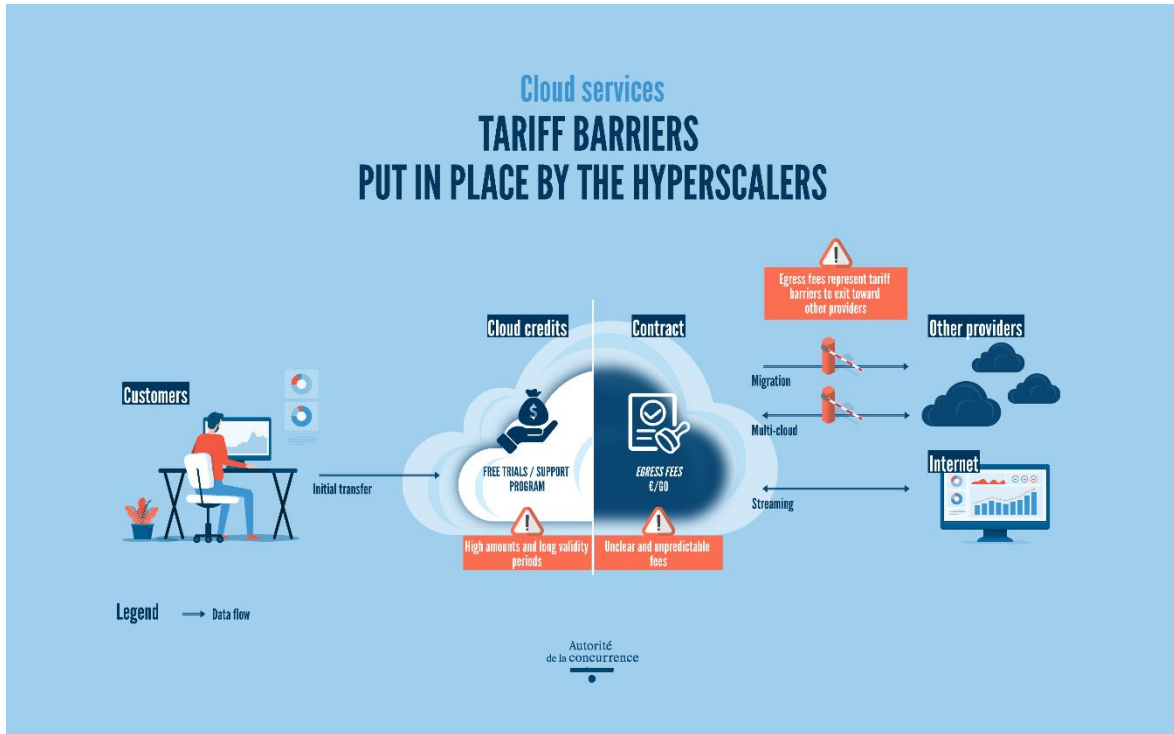 Cloud services
TARIFF BARRIERS
PUT IN PLACE BY THE HYPERSCALERS
Egress fees represent tariff
barriers to exit toward
other providers
Cloud credits
Contract
Other providers
Customers
Migration
Multi-cloud
$
FREE TRIALS / SUPPORT
PROGRAM
EGRESS FEES
€/GO
Internet
Initial transfer
Streaming
High amounts and long validity
periods
Unclear and unpredictable
fees
Legend
Data flow
Autorité
de la concurrence